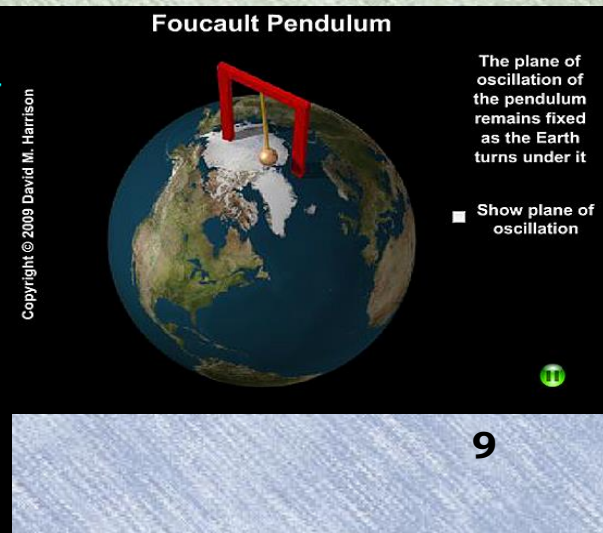 Foucault Pendulum
The plane of
oscillation of
the pendulum
remains fixed
as the Earth
turns under it
Show plane of
oscillation
Copyright © 2009 David M. Harrison
9